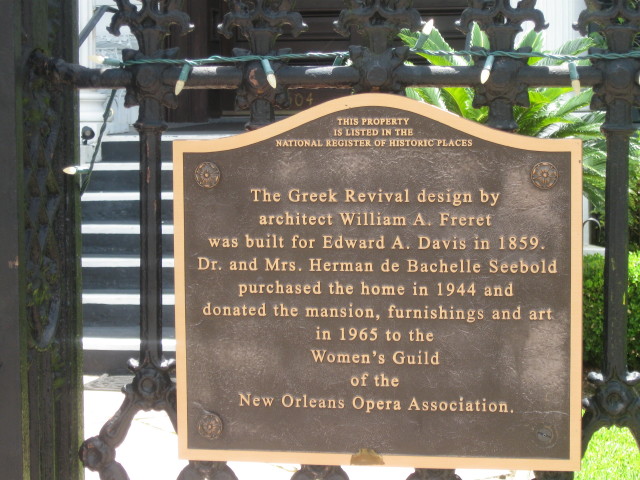 THIS PROPERTY
IS LISTED IN THE
NATIONAL REGISTER OF HISTORIC PLACES
The Greek Revival design by
architect William A. Freret
was built for Edward A. Davis in 1859.
Dr. and Mrs. Herman de Bachelle Seebold
purchased the home in 1944 and
donated the mansion, furnishings and art
in 1965 to the
Women's Guild
of the
New Orleans Opera Association.